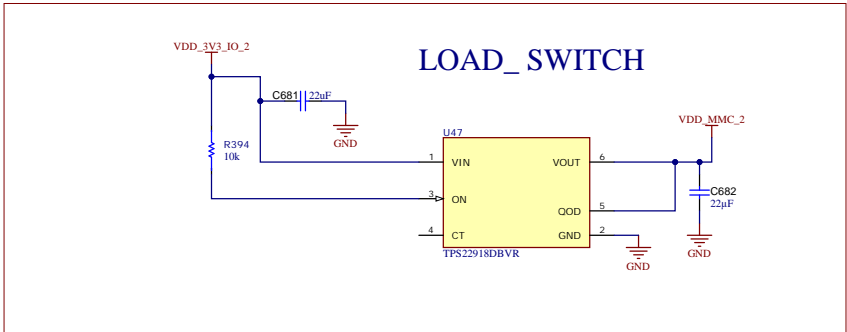 VDD_3V3_IO_2
LOAD_ SWITCH
C681 22uF
GND
R394
10k
U47
VDD_MMC_2
1 VIN VOUT 6
C682
22µF
3 ON
QOD 5
4 CT GND 2
TPS22918DBVR
GND
GND